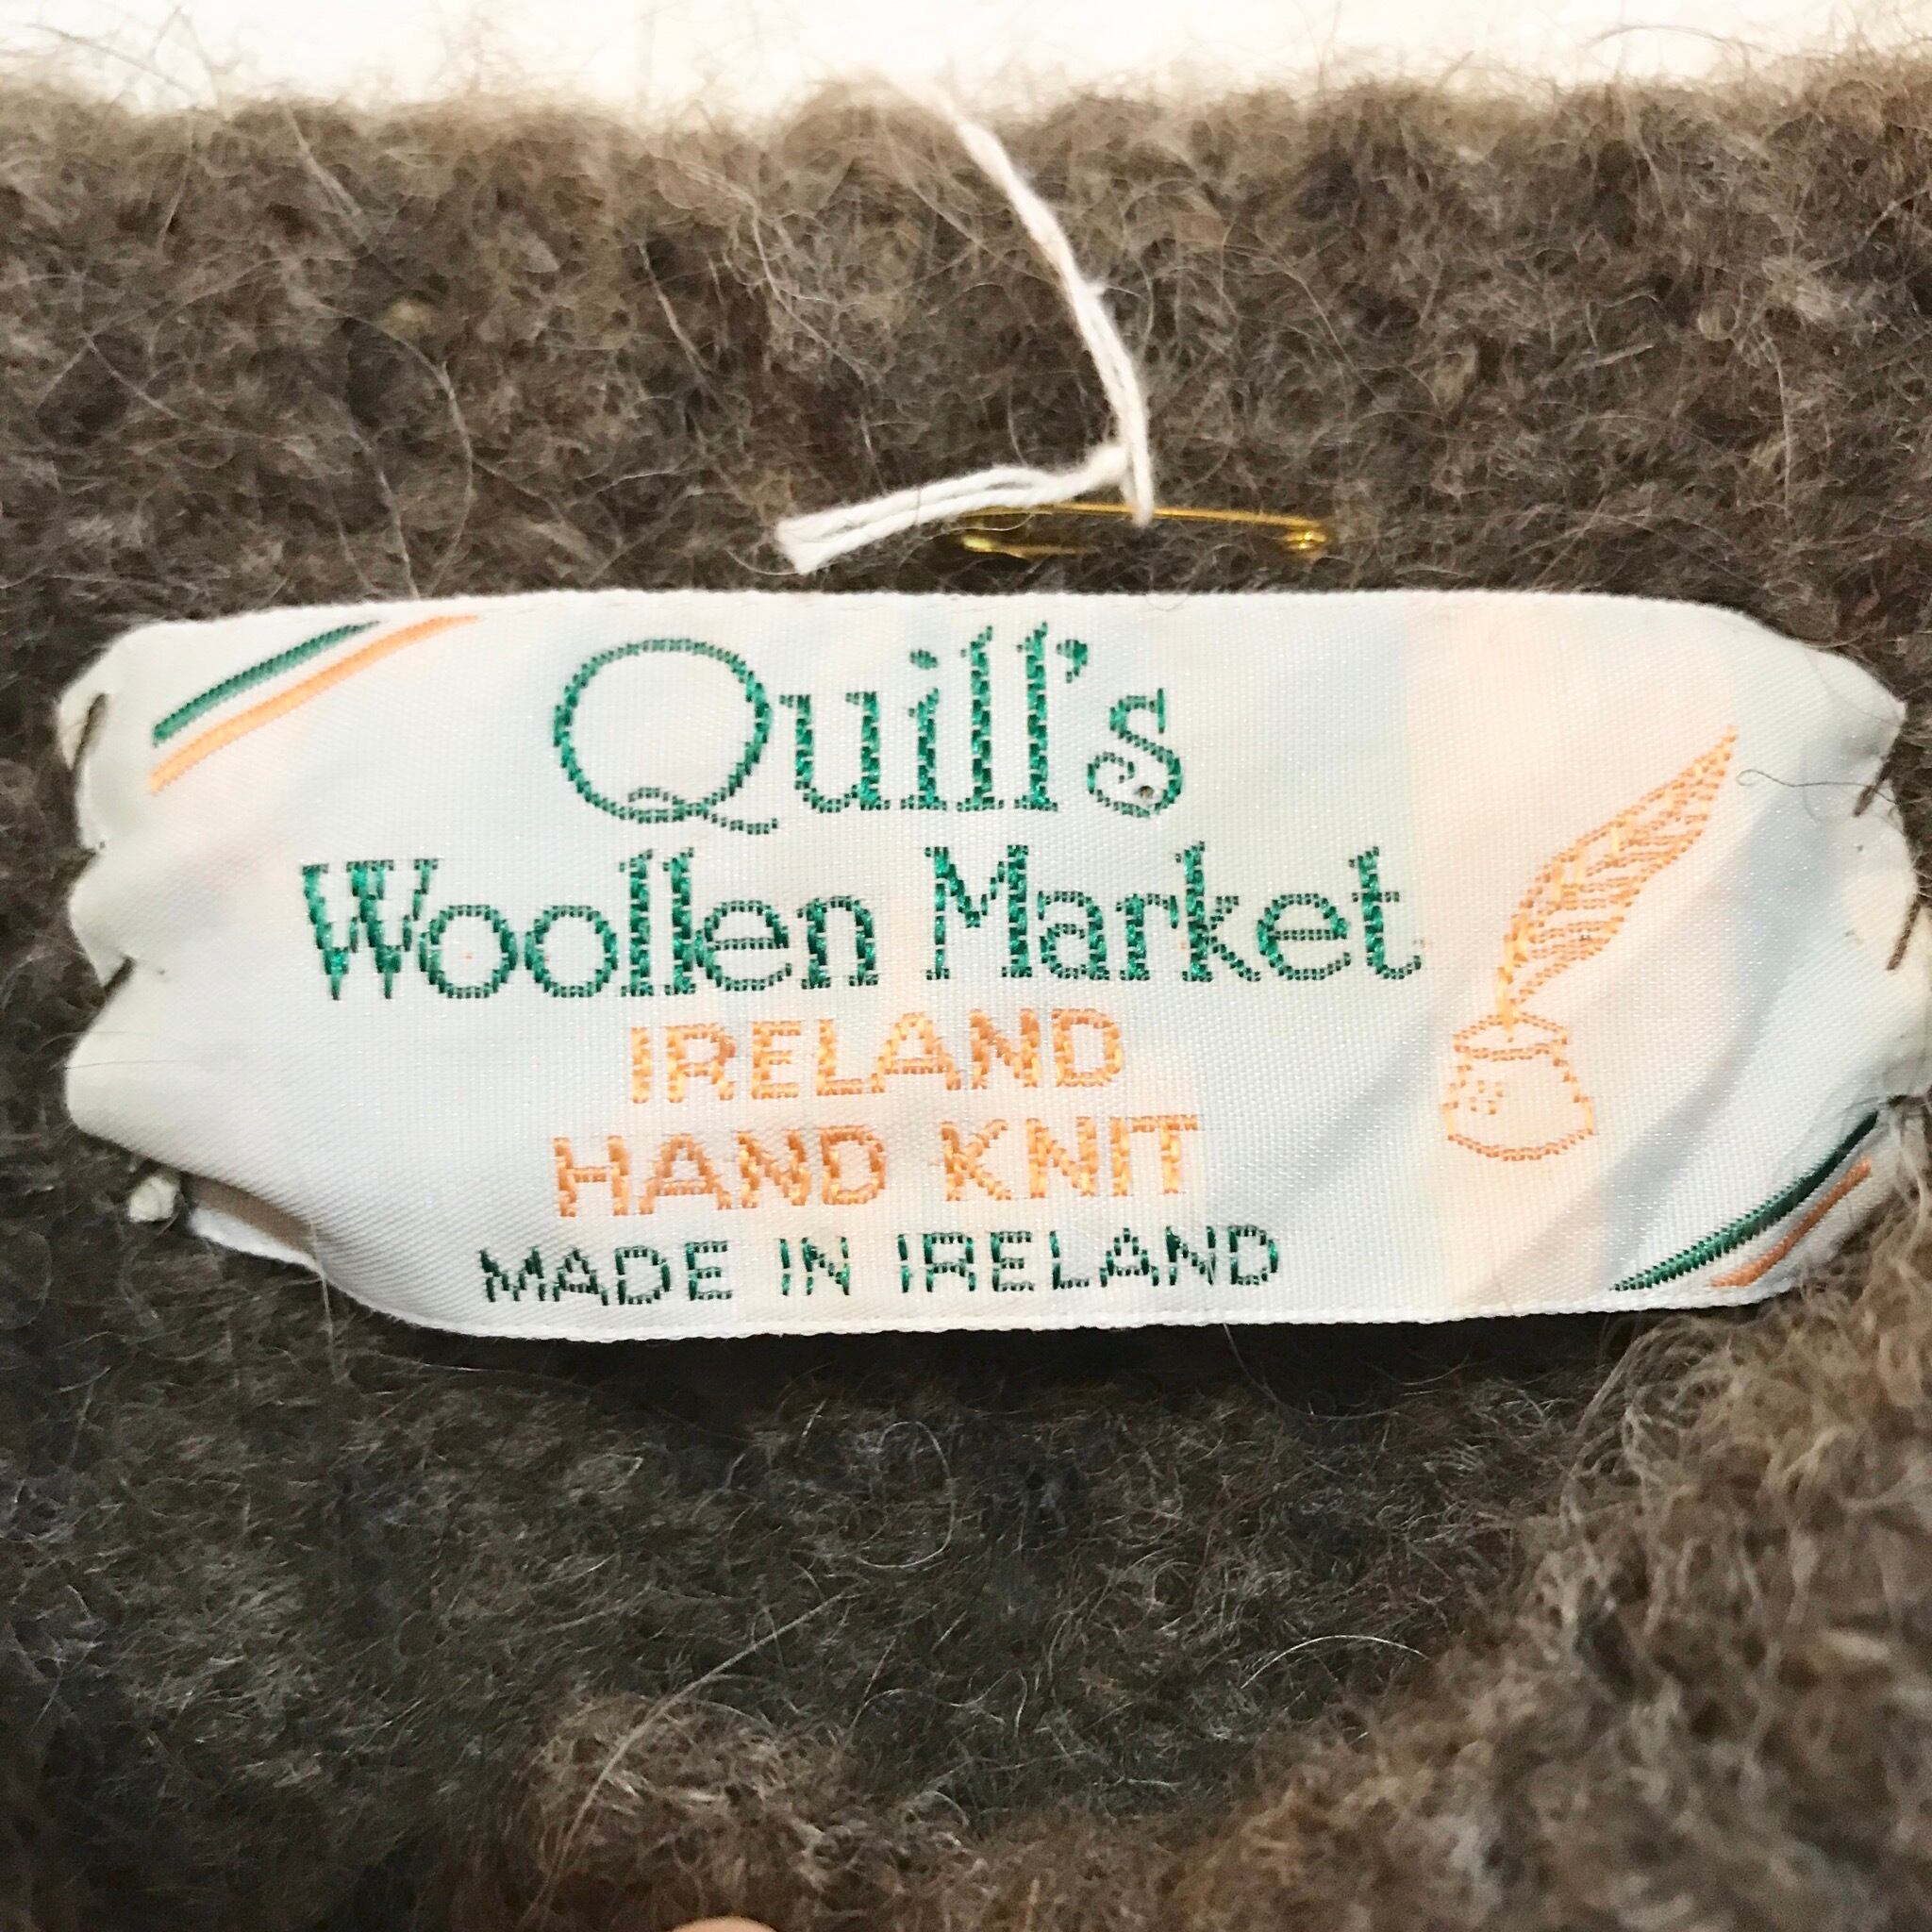 Quill's
Woollen Market
IRELAND
HAND KNIT
MADE IN IRELAND